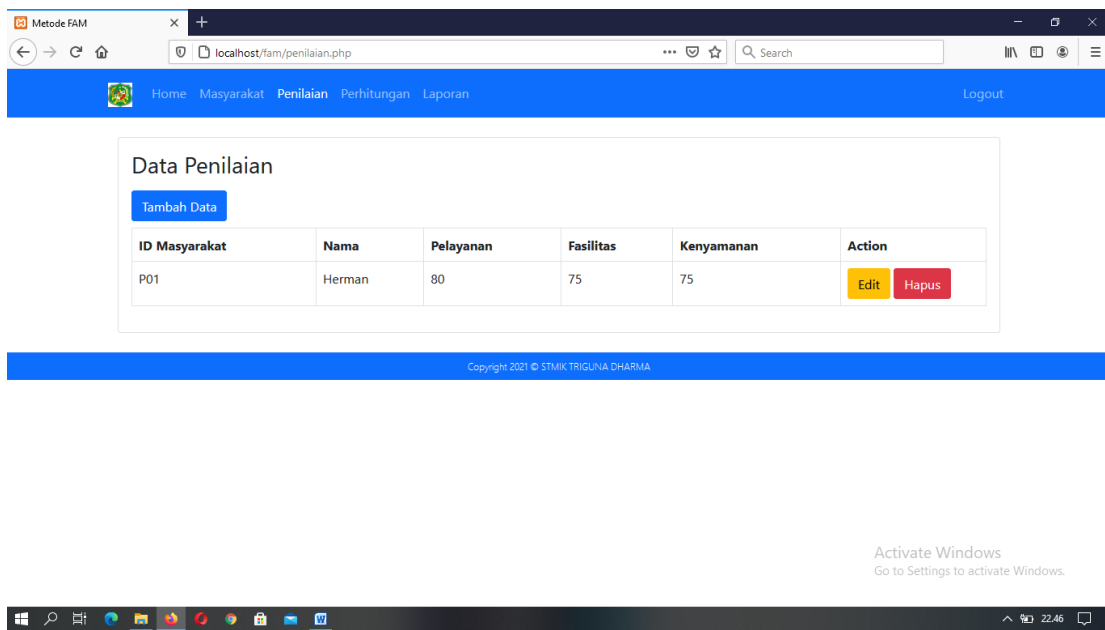 Metode FAM
localhost/fam/penilaian.php
Search
Home Masyarakat Penilaian Perhitungan Laporan Logout
Data Penilaian
Tambah Data
ID Masyarakat Nama Pelayanan Fasilitas Kenyamanan Action
P01 Herman 80 75 75 Edit Hapus
Copyright 2021 © STMIK TRIGUNA DHARMA
Activate Windows
Go to Settings to activate Windows.
22.46